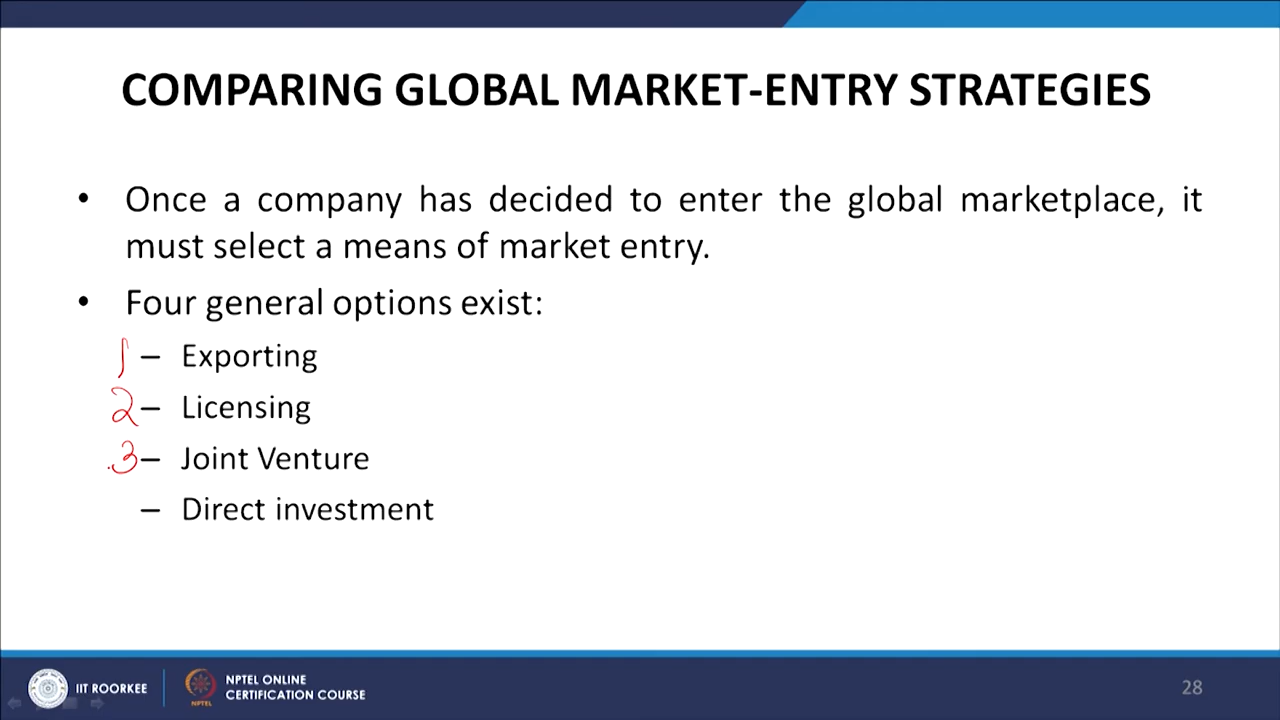 COMPARING GLOBAL MARKET-ENTRY STRATEGIES
• Once a company has decided to enter the global marketplace, it
must select a means of market entry.
• Four general options exist:
1 – Exporting
2 – Licensing
3 – Joint Venture
– Direct investment
IIT ROORKEE
NPTEL
NPTEL ONLINE
CERTIFICATION COURSE
28